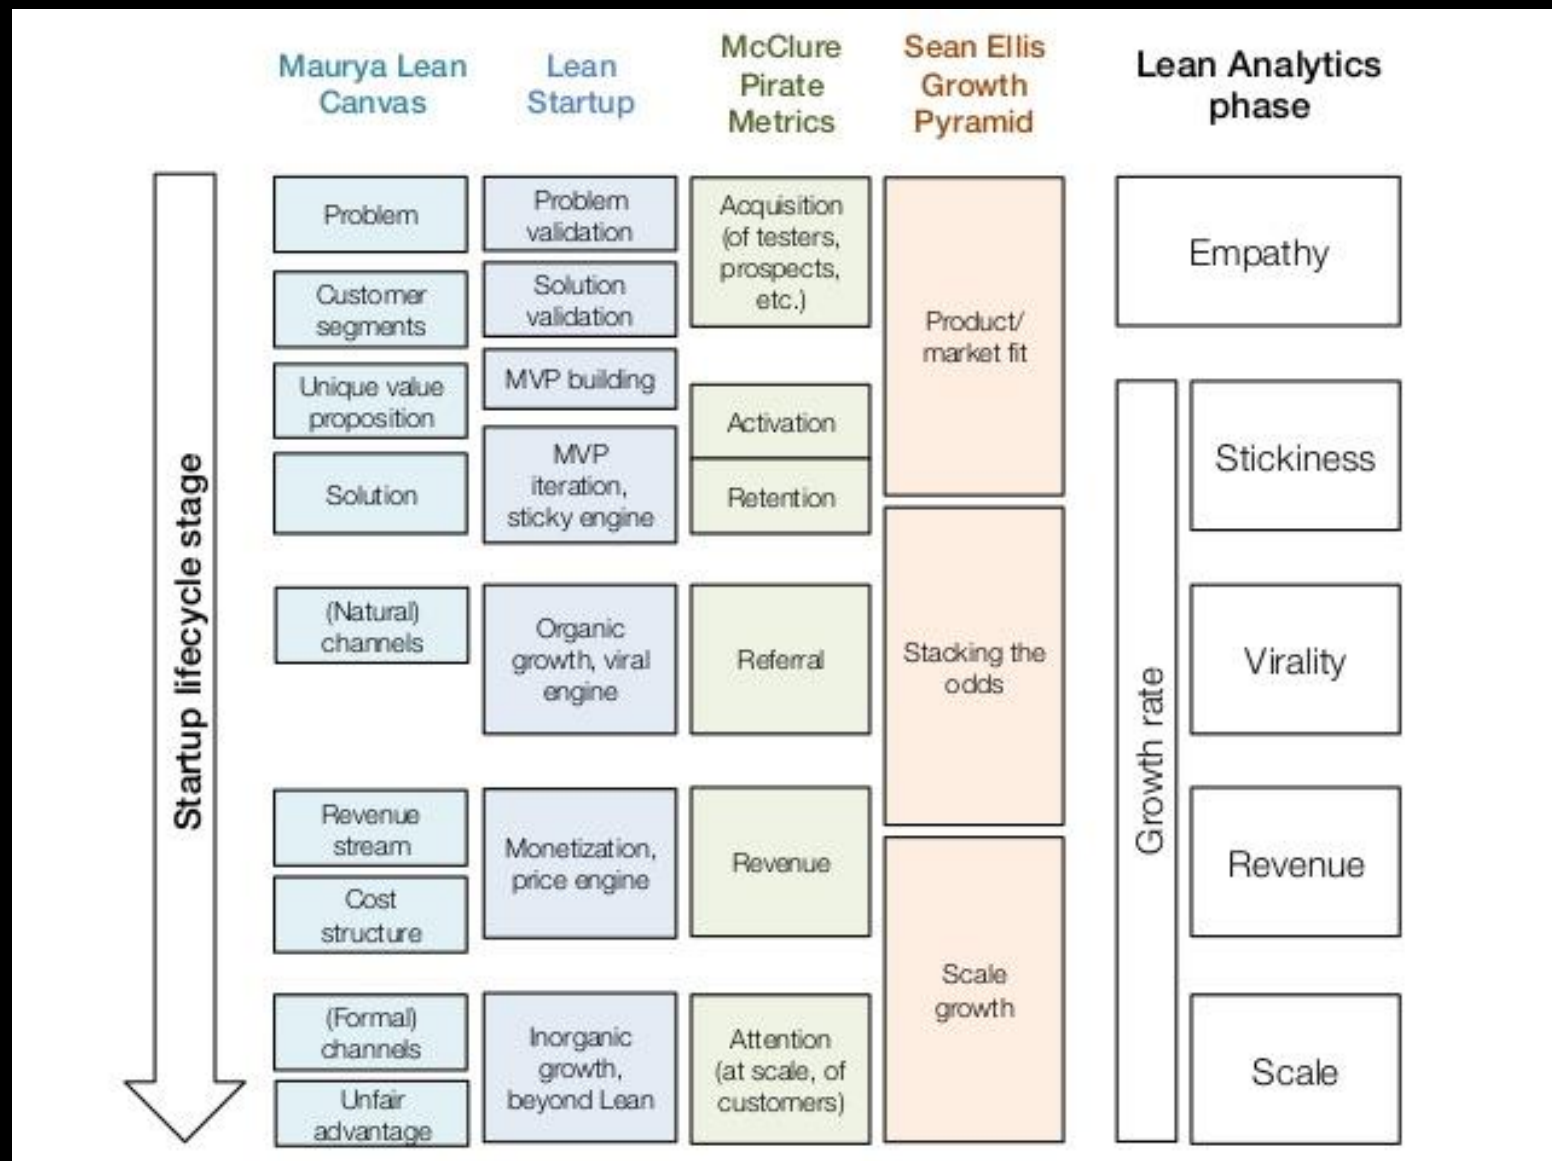 Maurya Lean
Canvas
Lean
Startup
McClure
Pirate
Metrics
Sean Ellis
Growth
Pyramid
Lean Analytics
phase
Startup lifecycle stage
Problem
Customer
segments
Unique value
proposition
Solution
(Natural)
channels
Revenue
stream
Cost
structure
(Formal)
channels
Unfair
advantage
Problem
validation
Solution
validation
MVP building
MVP
iteration,
sticky engine
Organic
growth, viral
engine
Monetization,
price engine
Inorganic
growth,
beyond Lean
Acquisition
(of testers,
prospects,
etc.)
Activation
Retention
Referral
Revenue
Attention
(at scale, of
customers)
Product/
market fit
Stacking the
odds
Scale
growth
Empathy
Growth rate
Stickiness
Virality
Revenue
Scale